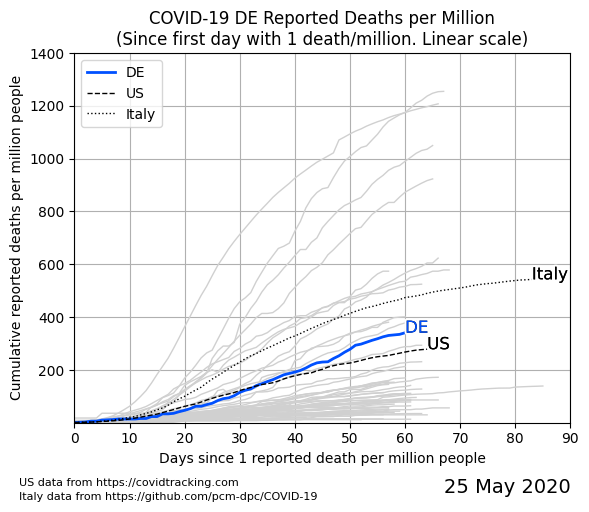 COVID-19 DE Reported Deaths per Million
(Since first day with 1 death/million. Linear scale)
Cumulative reported deaths per million people
1400
1200
1000
800
600
400
200
DE
US
Italy
Italy
DE
US
0 10 20 30 40 50 60 70 80 90
Days since 1 reported death per million people
US data from https://covidtracking.com
Italy data from https://github.com/pcm-dpc/COVID-19
25 May 2020